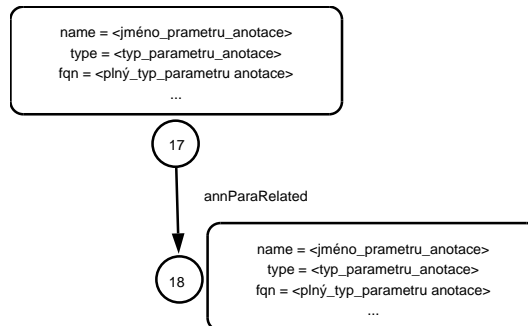 name = <jméno_prametru_anotace>
type = <typ_parametru_anotace>
fqn = <plný_typ_parametru anotace>
...
17
annParaRelated
18
name = <jméno_prametru_anotace>
type = <typ_parametru_anotace>
fqn = <plný_typ_parametru anotace>
...